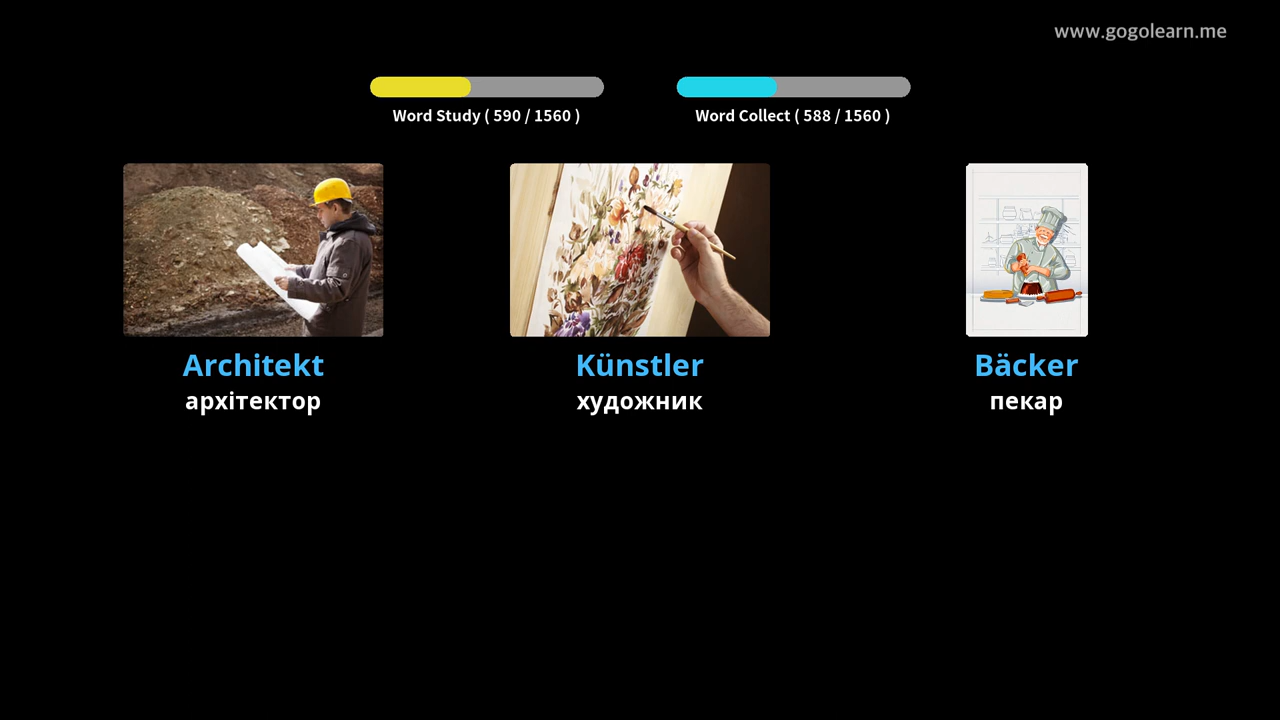 www.gogolearn.me
Word Study ( 590 / 1560 )
Word Collect ( 588 / 1560 )
Architekt
архітектор
Künstler
художник
Bäcker
пекар